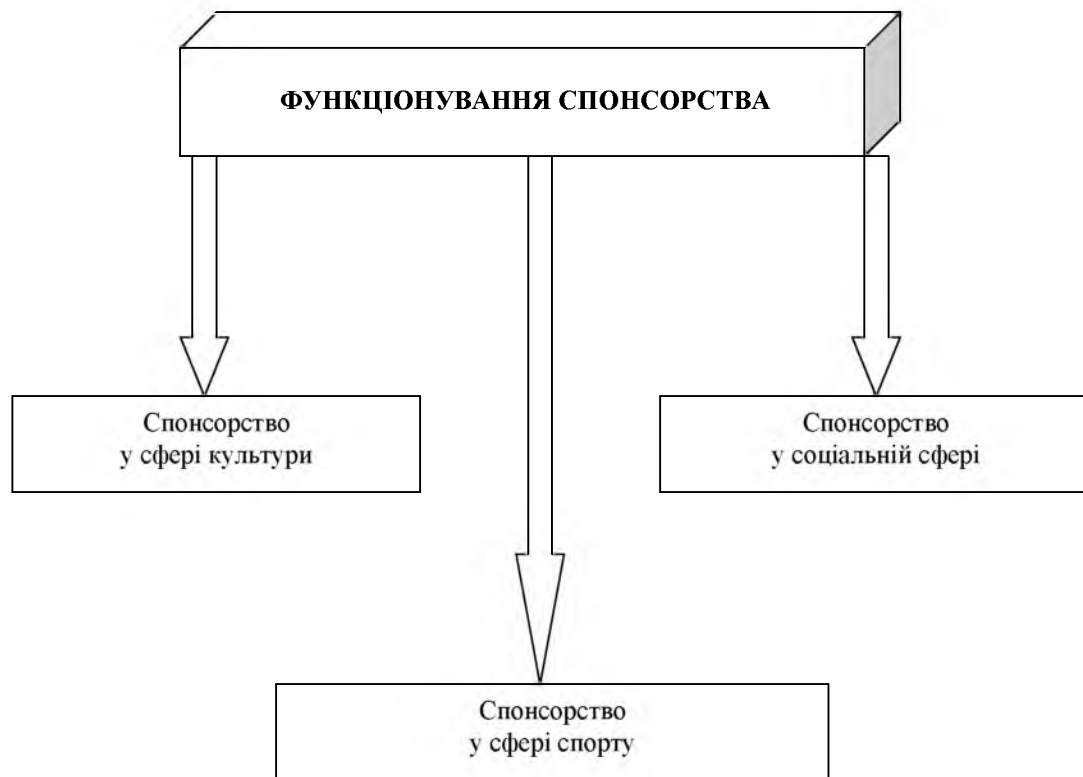 ФУНКЦІОНУВАННЯ СПОНСОРСТВА
Спонсорство
у сфері культури
Спонсорство
у соціальній сфері
Спонсорство
у сфері спорту